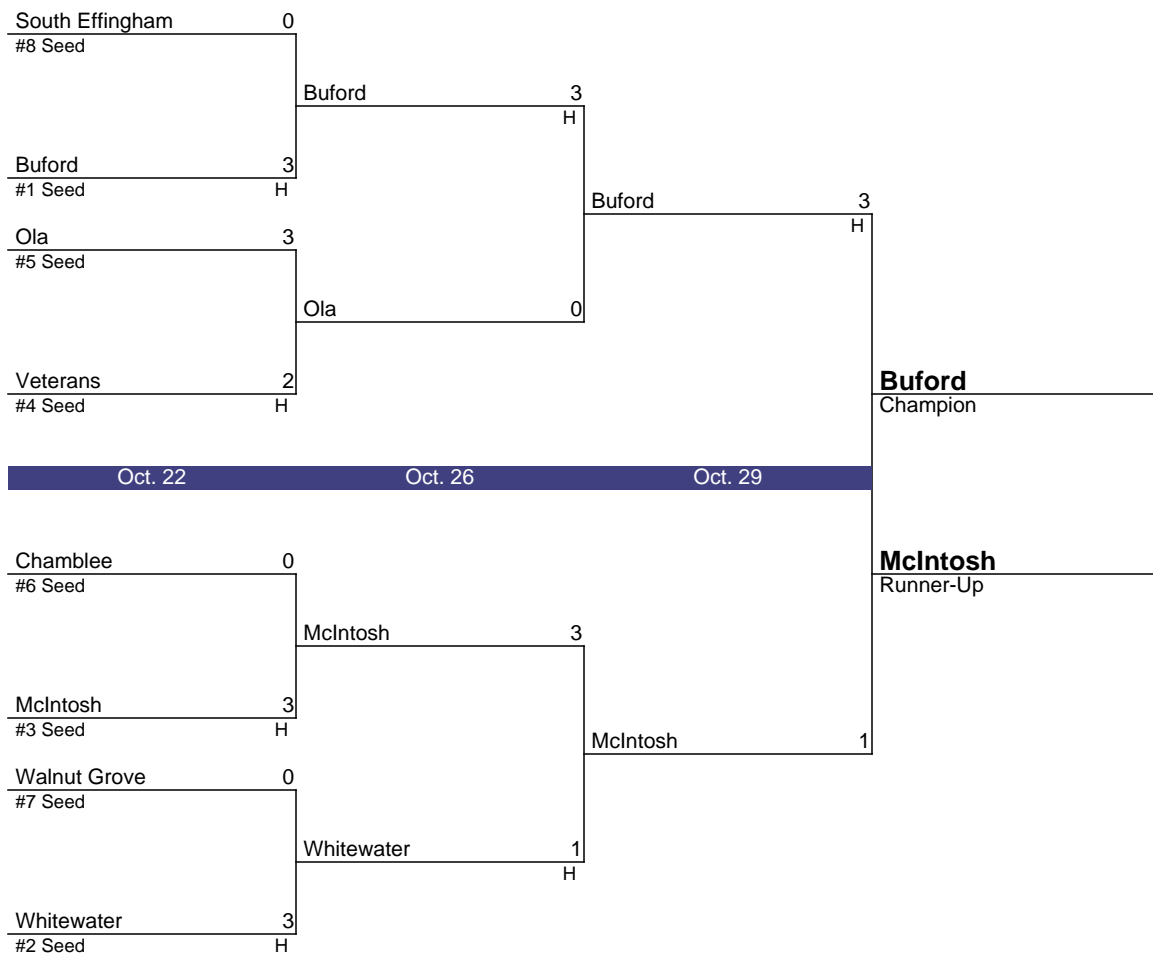 South Effingham 0
#8 Seed
Buford 3
H
Buford 3
#1 Seed H
Buford 3
H
Ola 3
#5 Seed
Ola 0
Veterans 2
#4 Seed H
Buford
Champion
Oct. 22 Oct. 26 Oct. 29
Chamblee 0
#6 Seed
McIntosh
Runner-Up
McIntosh 3
McIntosh 3
#3 Seed H
McIntosh 1
Walnut Grove 0
#7 Seed
Whitewater 1
H
Whitewater 3
#2 Seed H